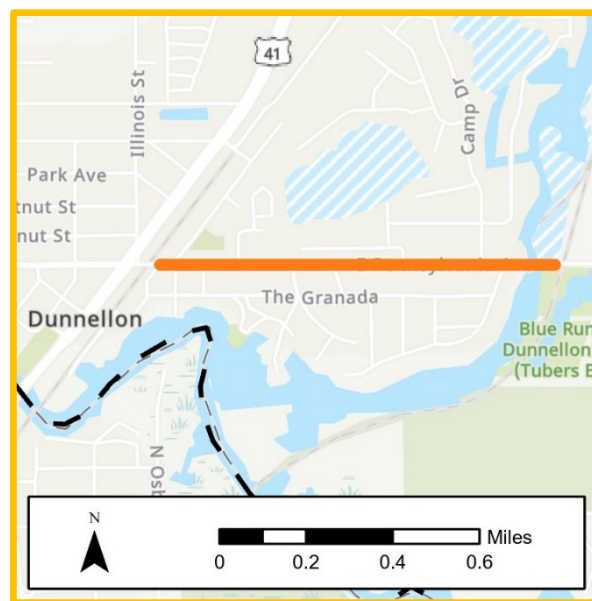 41
Illinois St
Camp Dr
Park Ave
tnut St
nut St
The Granada
Dunnellon
Blue Run
Dunnellon
(Tubers E
N Osb
N
Miles
0 0.2 0.4 0.6